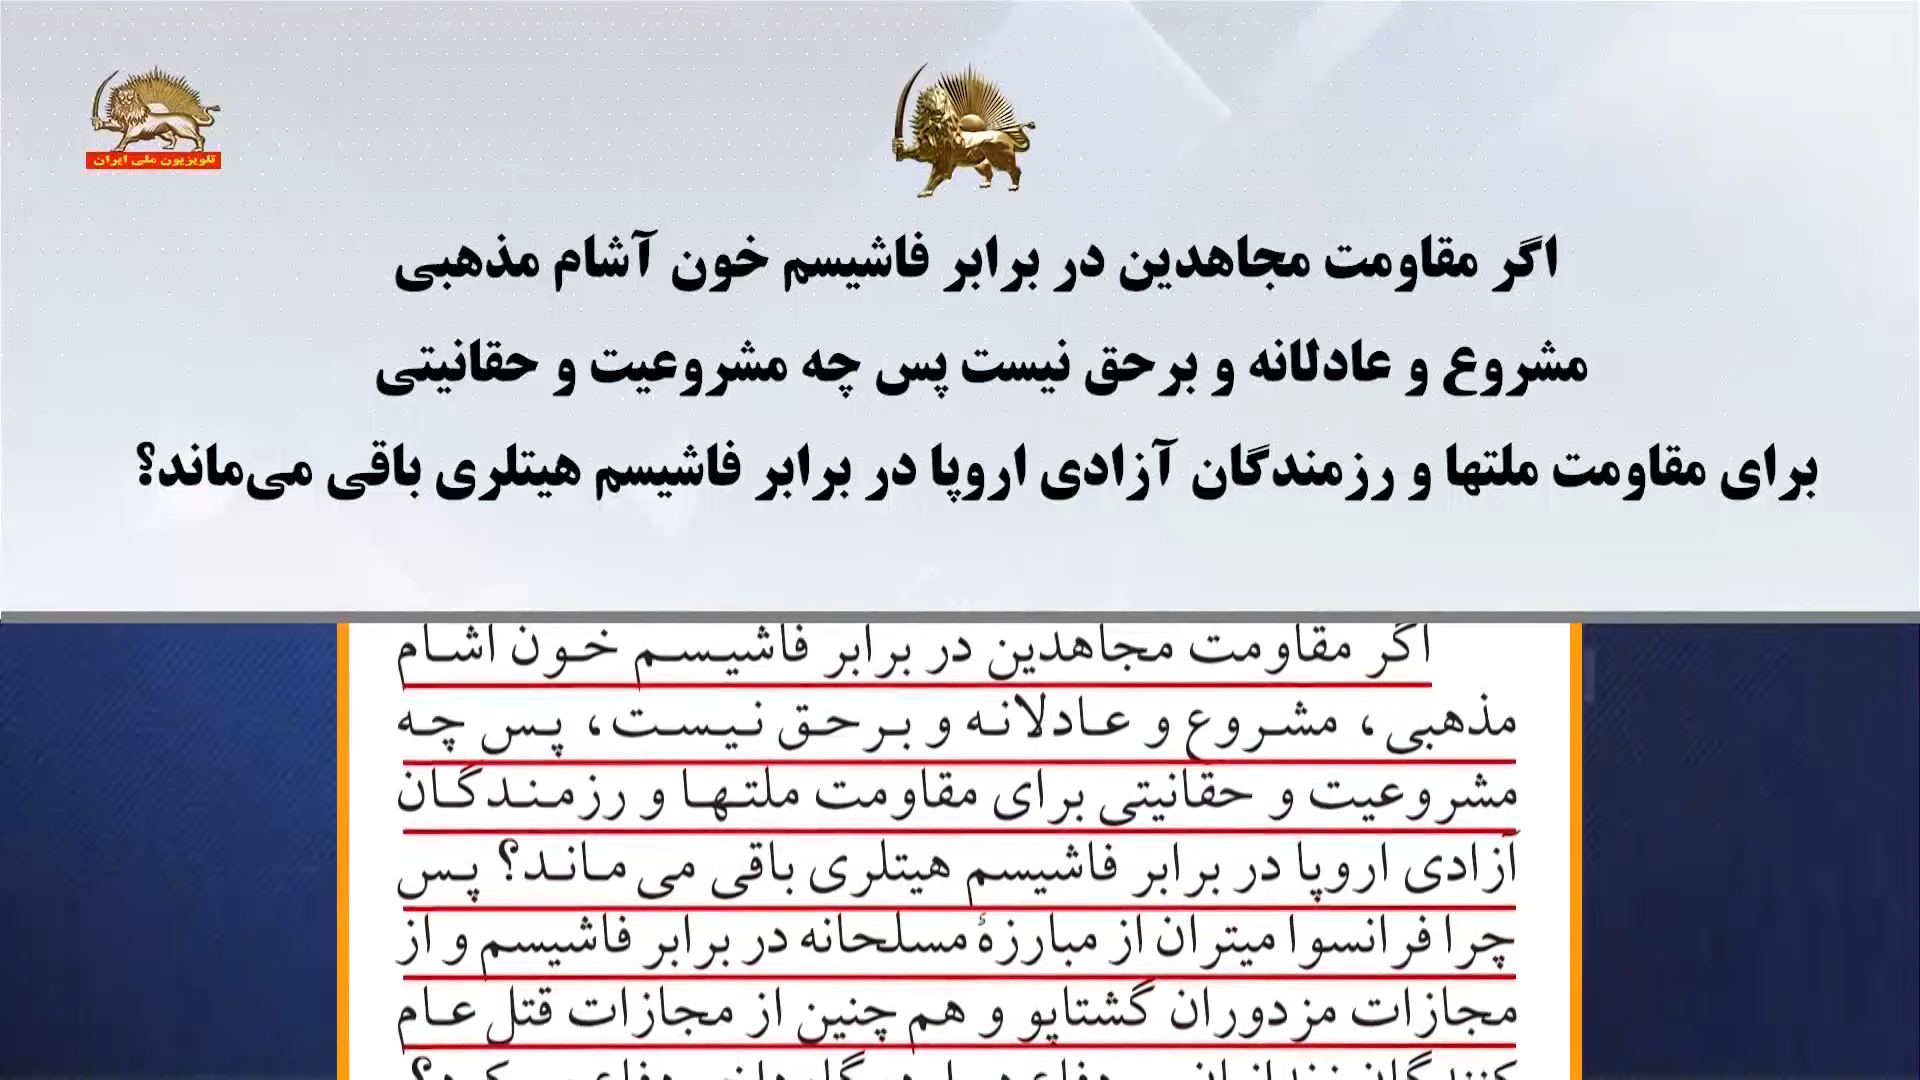 تلویزیون ملی ایران
اگر مقاومت مجاهدین در برابر فاشیسم خون آشام مذهبی
مشروع و عادلانه و برحق نیست پس چه مشروعیت و حقانیتی
برای مقاومت ملتها و رزمندگان آزادی اروپا در برابر فاشیسم هیتلری باقی می‌ماند؟
اگر مقاومت مجاهدین در برابر فاشیسم خون آشام
مذهبی، مشروع و عادلانه و برحق نیست، پس چه
مشروعیت و حقانیتی برای مقاومت ملتها و رزمندگان
آزادی اروپا در برابر فاشیسم هیتلری باقی می ماند؟ پس
چرا فرانسوا میتران از مبارزهٔ مسلحانه در برابر فاشیسم و از
مجازات مزدوران گشتاپو و هم چنین از مجازات قتل عام